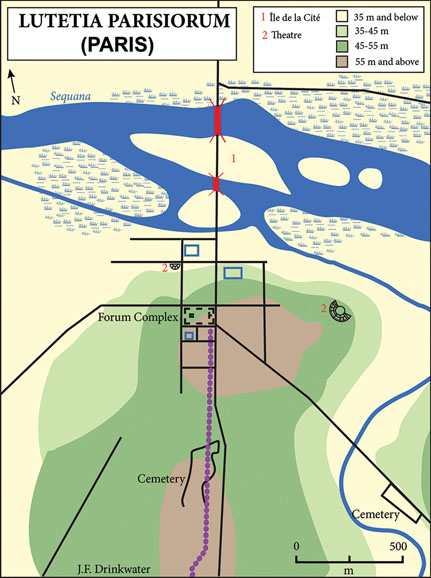 LUTETIA PARISIORUM
(PARIS)
1 Île de la Cité
2 Theatre
35 m and below
35-45 m
45-55 m
55 m and above
N
Sequana
1
2
2
Forum Complex
Cemetery
Cemetery
0 500
m
J.F. Drinkwater